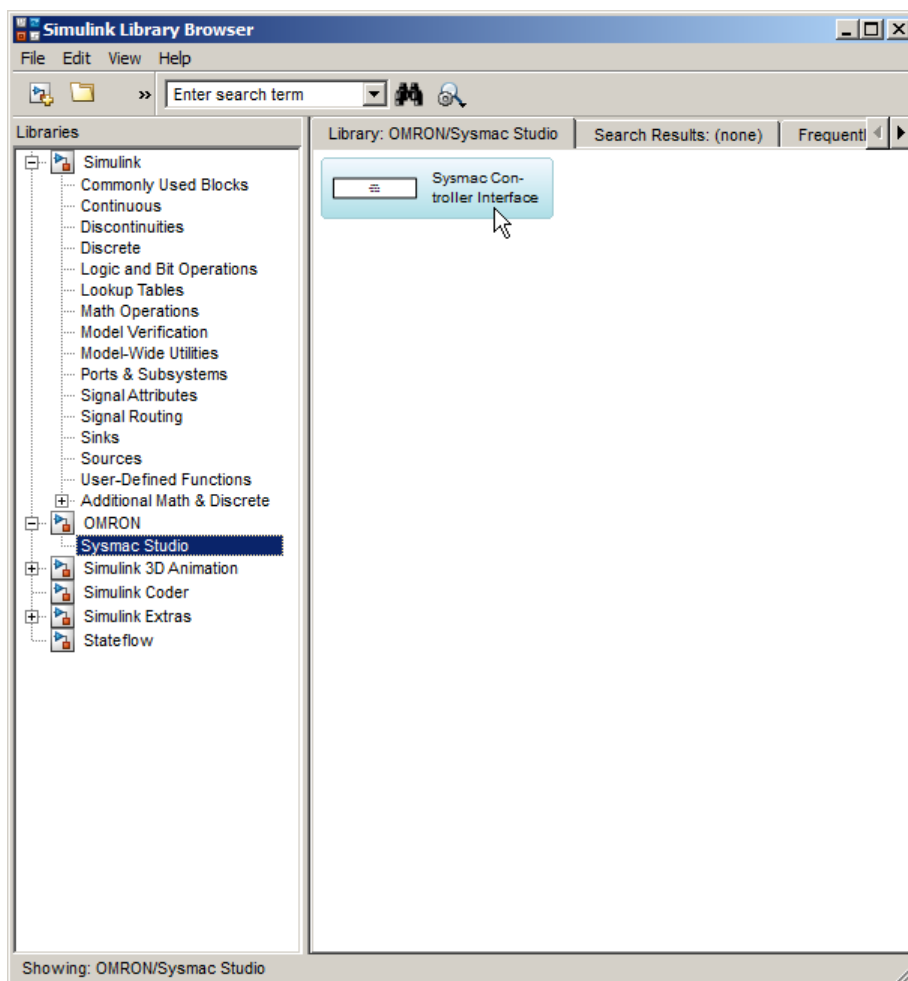 Simulink Library Browser
File Edit View Help
» Enter search term
Libraries
Simulink
Commonly Used Blocks
Continuous
Discontinuities
Discrete
Logic and Bit Operations
Lookup Tables
Math Operations
Model Verification
Model-Wide Utilities
Ports & Subsystems
Signal Attributes
Signal Routing
Sinks
Sources
User-Defined Functions
Additional Math & Discrete
OMRON
Sysmac Studio
Simulink 3D Animation
Simulink Coder
Simulink Extras
Stateflow
Library: OMRON/Sysmac Studio Search Results: (none) Frequentl
Sysmac Con-
troller Interface
Showing: OMRON/Sysmac Studio